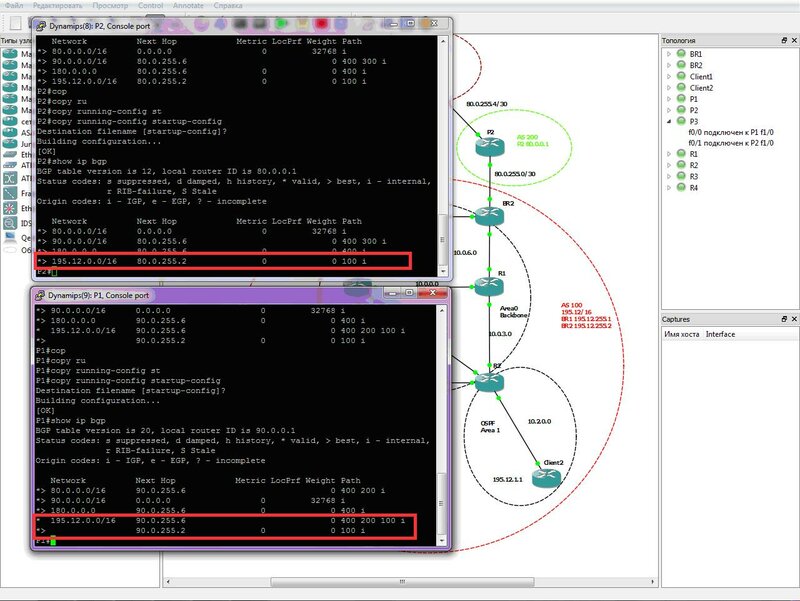 Файл Редактировать Просмотр Control Annotate Справка
Типы узло
Dynamips(8): P2, Console port
Network Next Hop Metric LocPrf Weight Path
*> 80.0.0.0/16 0.0.0.0 0 32768 i
*> 90.0.0.0/16 80.0.255.6 0 400 300 i
*> 180.0.0.0 80.0.255.6 0 0 400 i
*> 195.12.0.0/16 80.0.255.2 0 0 100 i
P2#cop
P2#copy ru
P2#copy running-config st
P2#copy running-config startup-config
Destination filename [startup-config]?
Building configuration...
[OK]
P2#show ip bgp
BGP table version is 12, local router ID is 80.0.0.1
Status codes: s suppressed, d damped, h history, * valid, > best, i - internal,
r RIB-failure, S Stale
Origin codes: i - IGP, e - EGP, ? - incomplete
Network Next Hop Metric LocPrf Weight Path
*> 80.0.0.0/16 0.0.0.0 0 32768 i
*> 90.0.0.0/16 80.0.255.6 0 400 300 i
*> 180.0.0.0 80.0.255.6 0 0 400 i
*> 195.12.0.0/16 80.0.255.2 0 0 100 i
P2#
Dynamips(9): P1, Console port
*> 90.0.0.0/16 0.0.0.0 0 32768 i
*> 180.0.0.0 90.0.255.6 0 0 400 i
* 195.12.0.0/16 90.0.255.6 0 400 200 100 i
*> 90.0.255.2 0 0 100 i
P1#cop
P1#copy ru
P1#copy running-config st
P1#copy running-config startup-config
Destination filename [startup-config]?
Building configuration...
[OK]
P1#show ip bgp
BGP table version is 20, local router ID is 90.0.0.1
Status codes: s suppressed, d damped, h history, * valid, > best, i - internal,
r RIB-failure, S Stale
Origin codes: i - IGP, e - EGP, ? - incomplete
Network Next Hop Metric LocPrf Weight Path
*> 80.0.0.0/16 90.0.255.6 0 400 200 i
*> 90.0.0.0/16 0.0.0.0 0 32768 i
*> 180.0.0.0 90.0.255.6 0 0 400 i
* 195.12.0.0/16 90.0.255.6 0 400 200 100 i
*> 90.0.255.2 0 0 100 i
P1#
80.0.255.4/30
P2
AS 200
P2 80.0.0.1
80.0.255.0/30
BR2
10.0.6.0
R1
Area0
Backbone
10.0.3.0
AS 100
195.12/16
BR1 195.12.255.1
BR2 195.12.255.2
OSPF
Area 1
10.2.0.0
Client2
195.12.1.1
Топология
BR1
BR2
Client1
Client2
P1
P2
P3
f0/0 подключен к P1 f1/0
f0/1 подключен к P2 f1/0
R1
R2
R3
R4
Captures
Имя хоста Interface